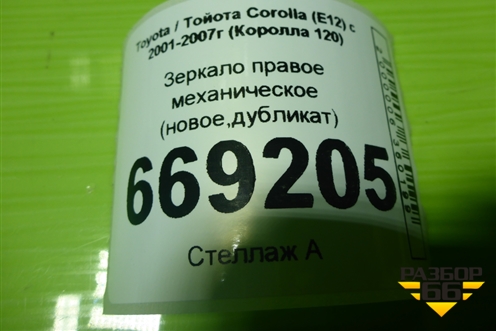 Toyota / Тойота Corolla (E12) с
2001-2007г (Королла 120)
Зеркало правое
механическое
(новое,дубликат)
669205
Стеллаж А
РАЗБОР
66